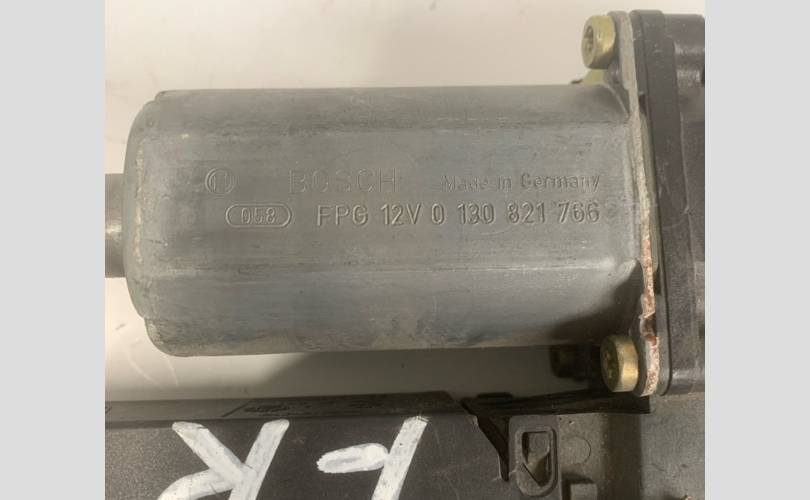 BOSCH Made in Germany
058 FPG 12V 0 130 821 766